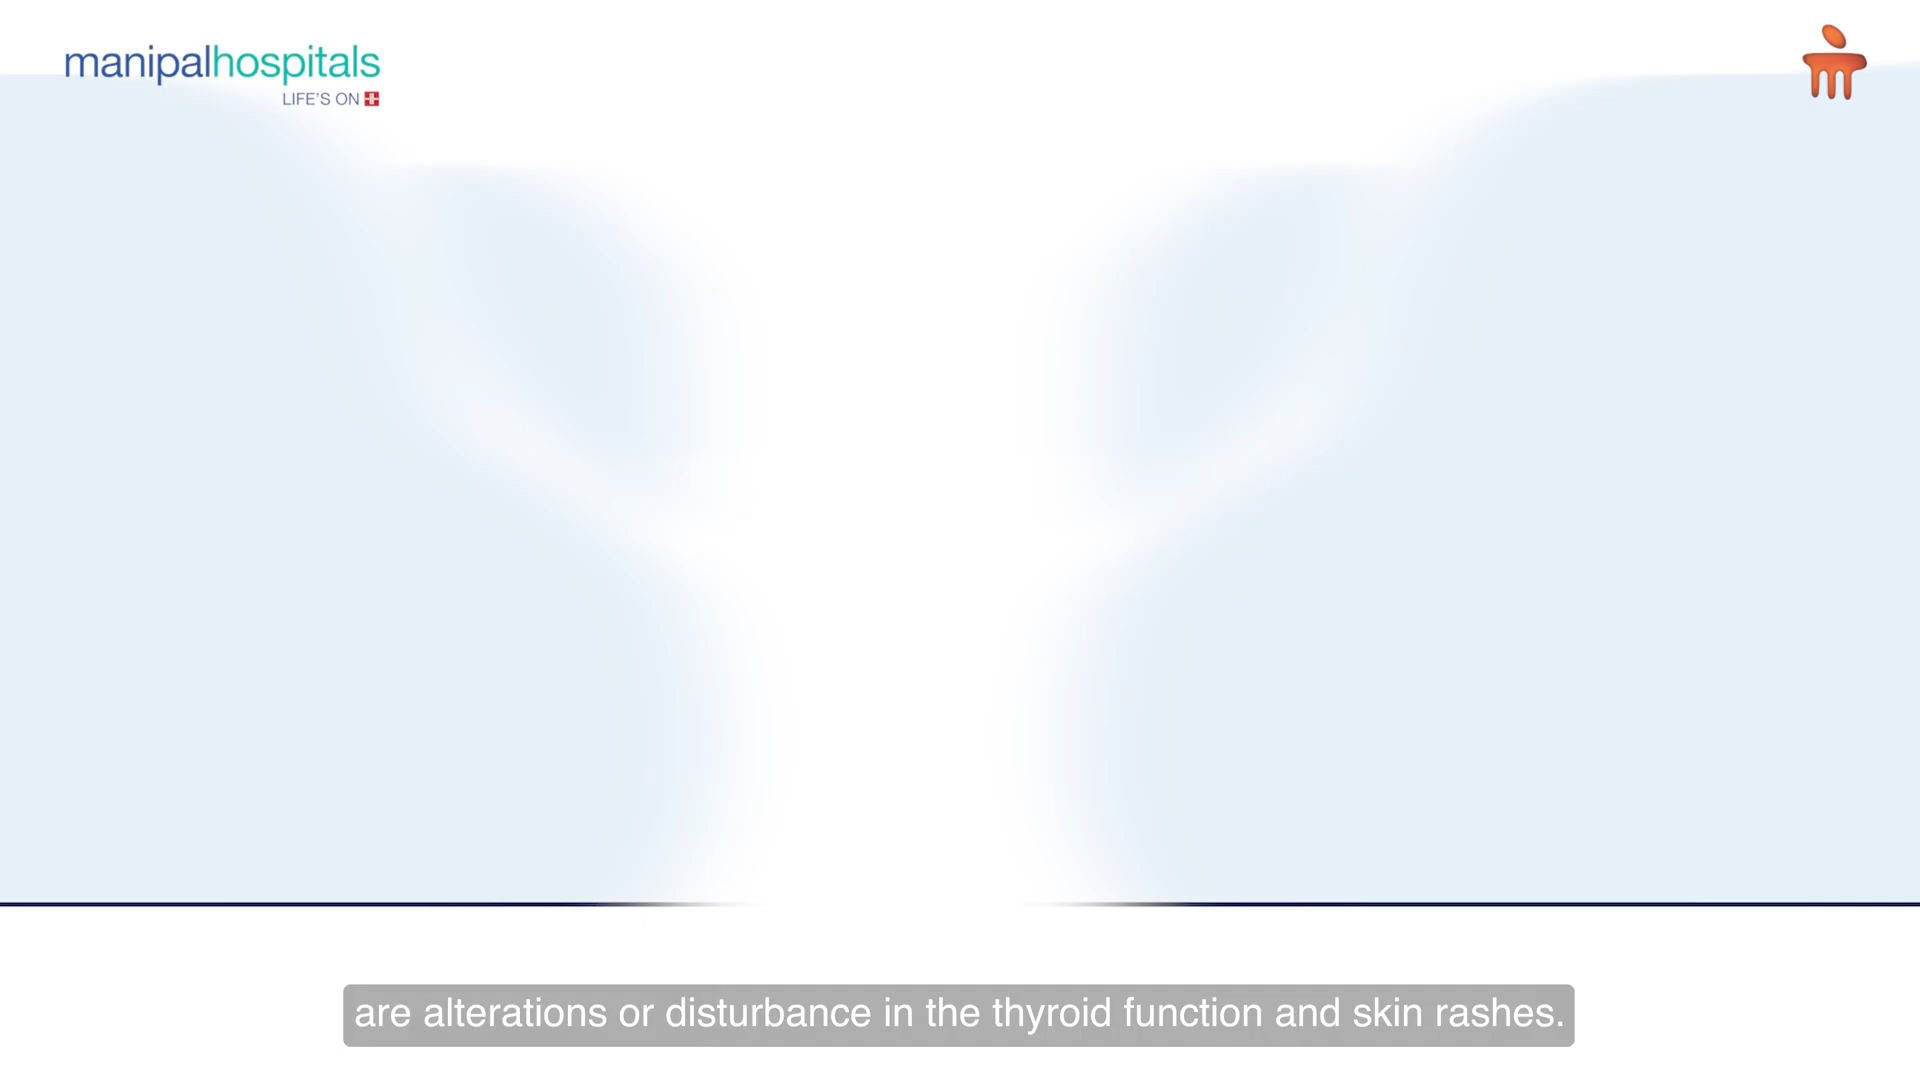 manipalhospitals
LIFE'S ON
are alterations or disturbance in the thyroid function and skin rashes.